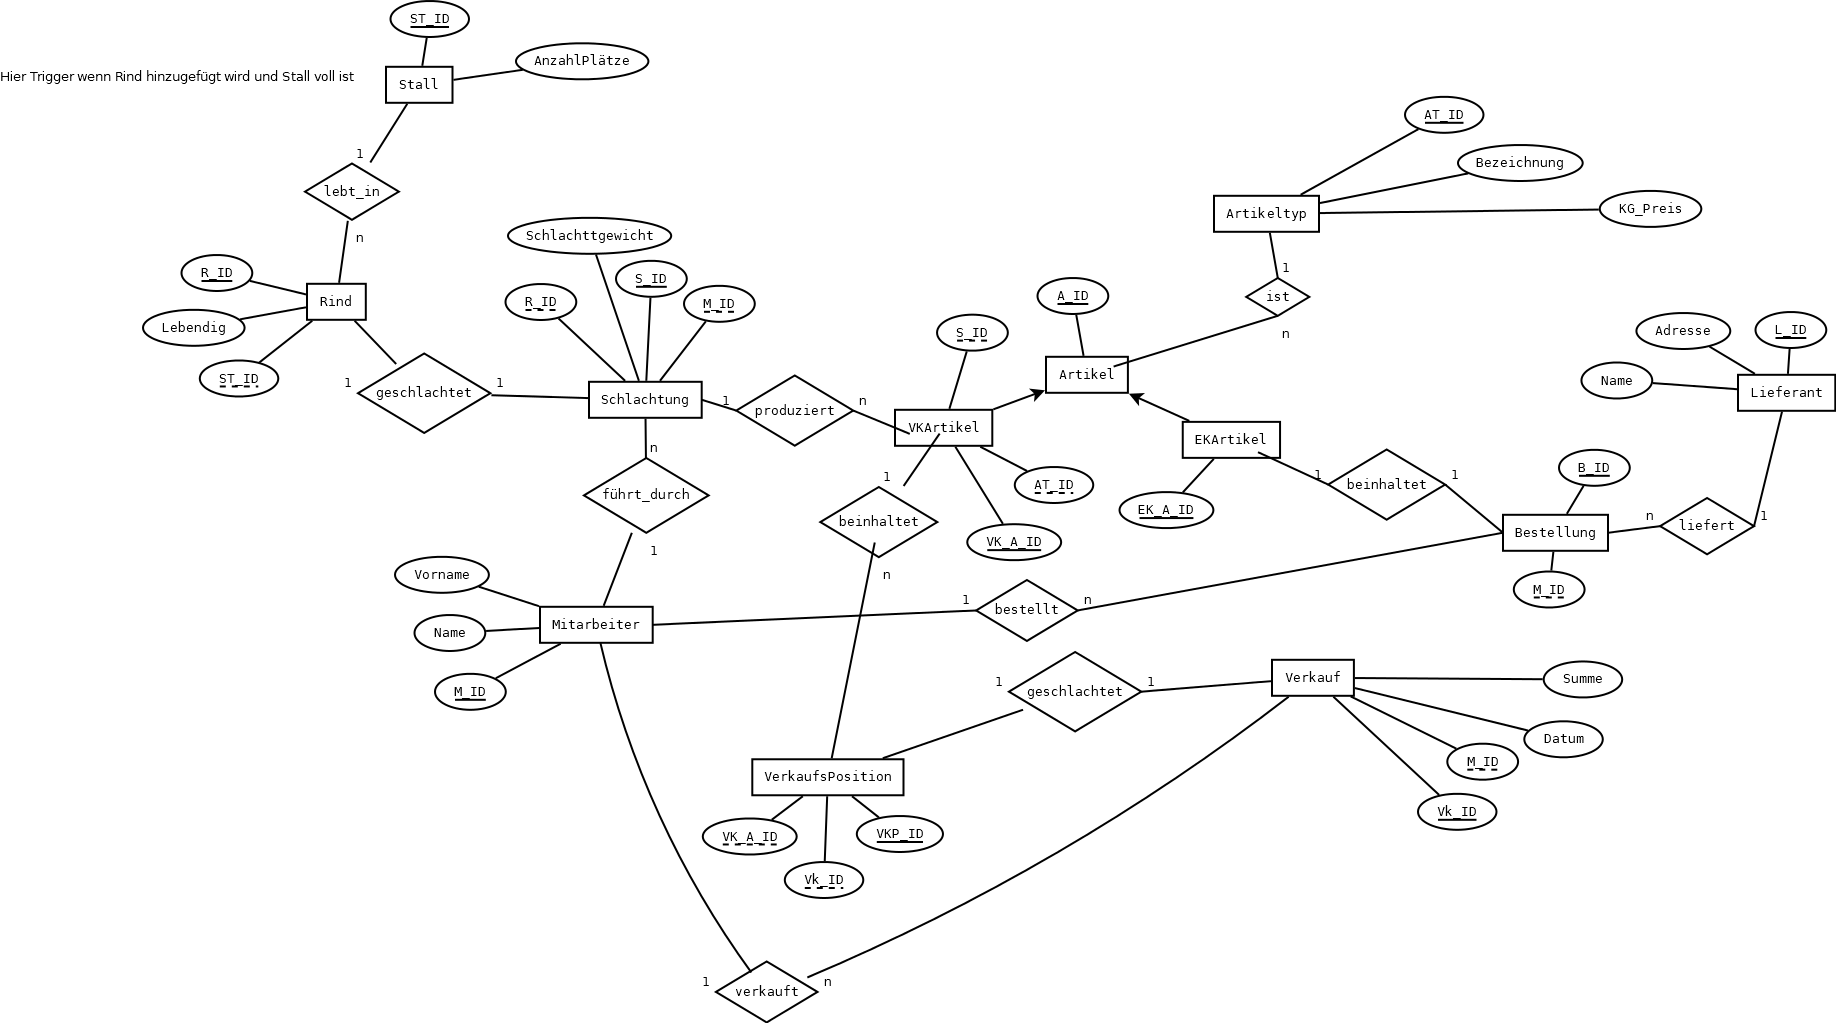 ST_ID
AnzahlPlätze
Hier Trigger wenn Rind hinzugefügt wird und Stall voll ist
Stall
AT_ID
1
Bezeichnung
lebt_in
KG_Preis
Artikeltyp
n
Schlachttgewicht
R_ID
S_ID
1
Rind
R_ID
M_ID
A_ID
ist
Lebendig
S_ID
n
Adresse
L_ID
ST_ID
1
geschlachtet
1
Schlachtung
1
produziert
n
VKArtikel
Artikel
Name
Lieferant
EKArtikel
n
führt_durch
1
1
beinhaltet
AT_ID
1
beinhaltet
1
B_ID
EK_A_ID
n
liefert
1
Bestellung
VK_A_ID
1
n
Vorname
M_ID
Mitarbeiter
1
bestellt
n
Name
M_ID
1
geschlachtet
1
Verkauf
Summe
Datum
M_ID
VerkaufsPosition
Vk_ID
VK_A_ID
VKP_ID
Vk_ID
1
verkauft
n